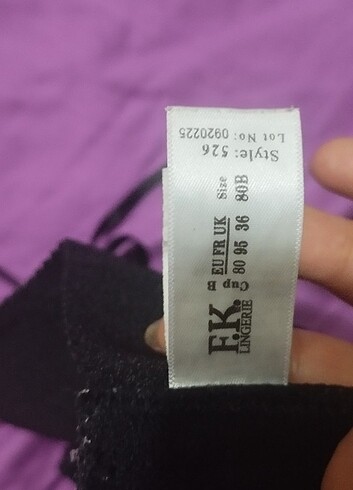 F.K.
LINGERIE
Cup B
EU FR UK
80 95 36
Size
80B
Style: 526
Lot No: 0920225